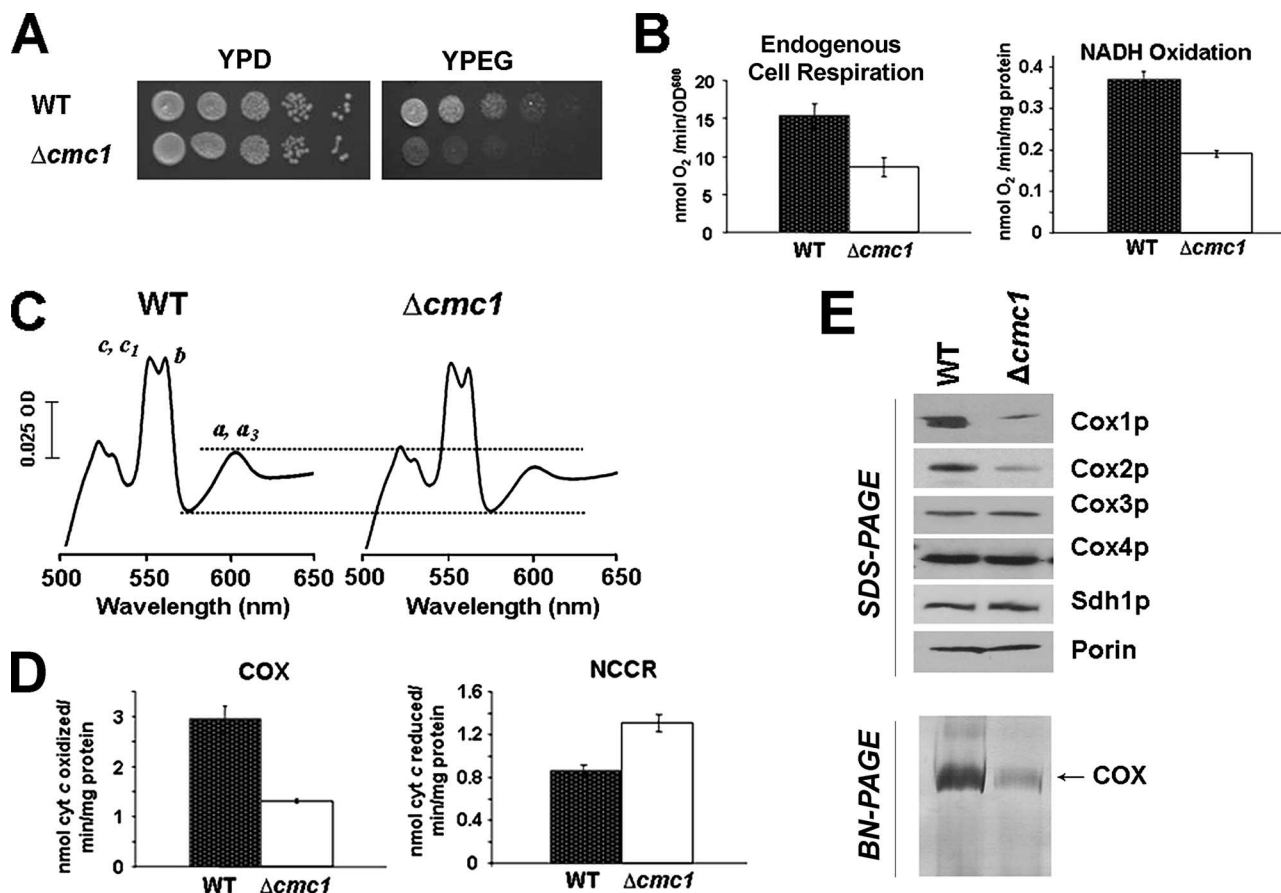 A
YPD
YPEG
WT
Δcmc1
B
Endogenous
Cell Respiration
nmol O2 /min/OD600
20
15
10
5
0
WT
Δcmc1
NADH Oxidation
nmol O2 /min/mg protein
0.4
0.3
0.2
0.1
0
WT
Δcmc1
C
WT
Δcmc1
c, c1
b
a, a3
0.025 OD
500
550
600
650
Wavelength (nm)
500
550
600
650
Wavelength (nm)
D
COX
nmol cyt c oxidized/
min/mg protein
3
2
1
0
WT
Δcmc1
NCCR
nmol cyt c reduced/
min/mg protein
1.6
1.2
0.8
0.4
0
WT
Δcmc1
E
WT
Δcmc1
SDS-PAGE
Cox1p
Cox2p
Cox3p
Cox4p
Sdh1p
Porin
BN-PAGE
← COX